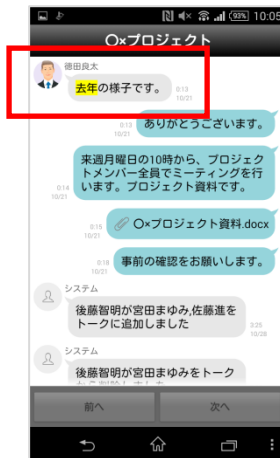 93%
10:05
〇×プロジェクト
徳田良太
去年の様子です。
0:13
10/21
ありがとうございます。
0:13
10/21
来週月曜日の10時から、プロジェク
トメンバー全員でミーティングを行
います。プロジェクト資料です。
0:14
10/21
〇×プロジェクト資料.docx
0:15
10/21
事前の確認をお願いします。
0:18
10/21
システム
後藤智明が宮田まゆみ,佐藤進を
トークに追加しました
3:25
10/28
システム
後藤智明が宮田まゆみをトーク
前へ
次へ